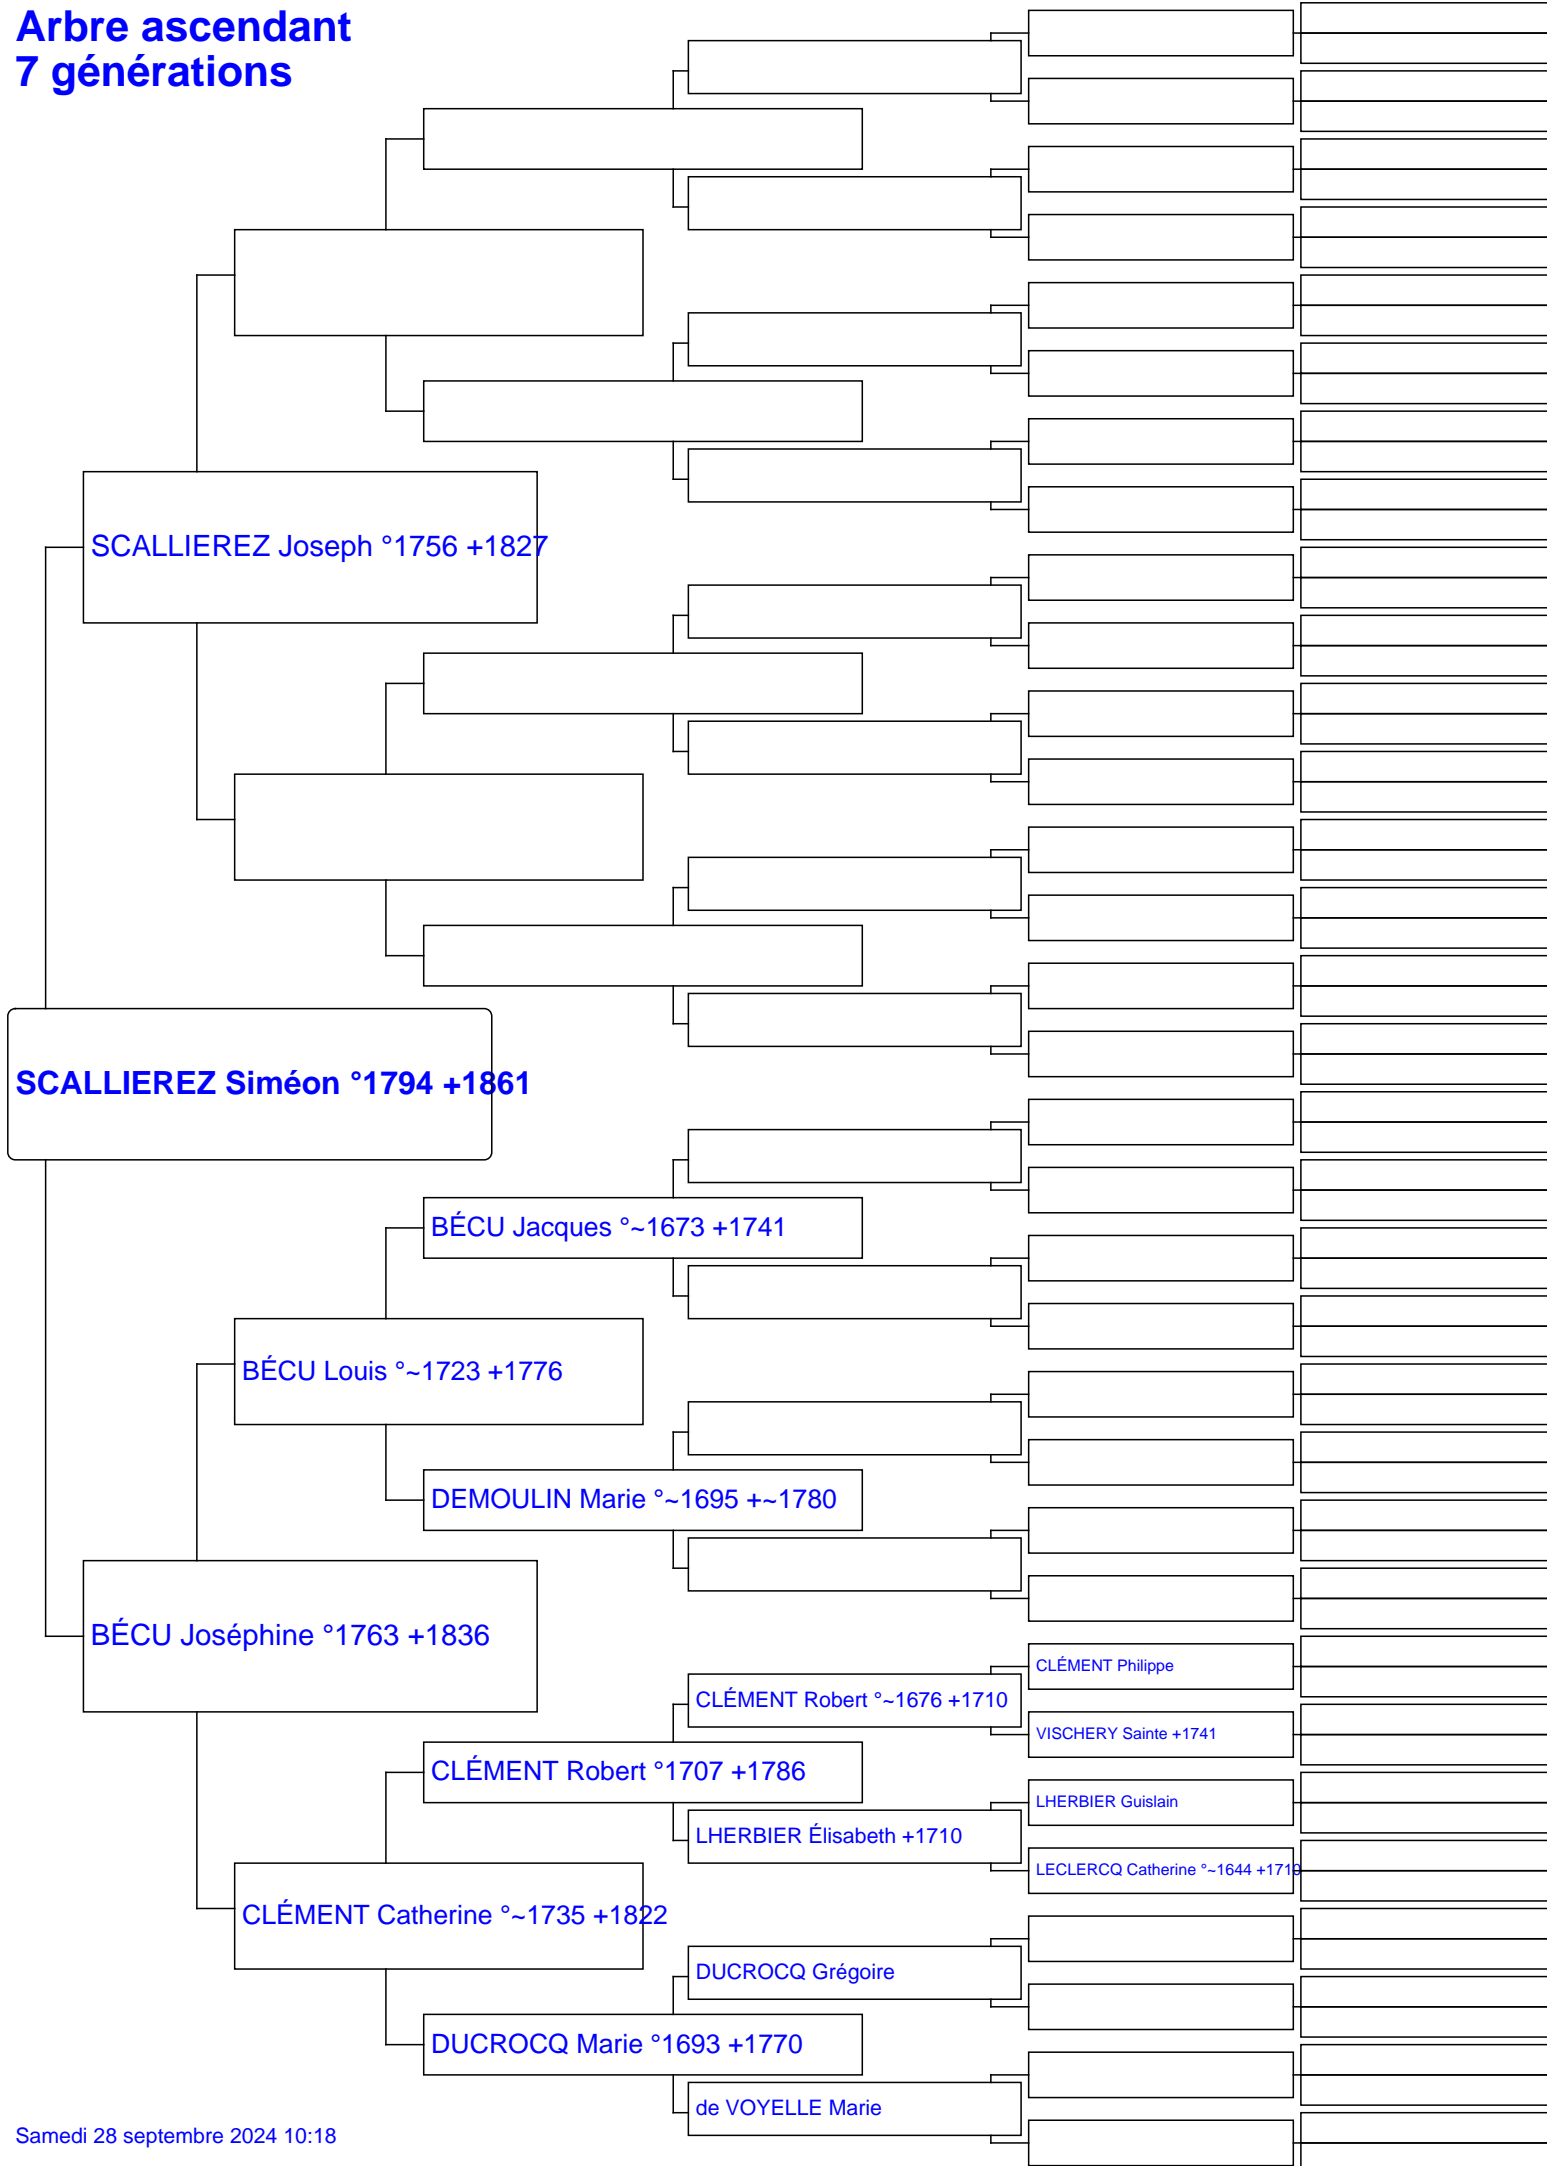 Arbre ascendant
7 générations
SCALLIEREZ Joseph °1756 +1827
SCALLIEREZ Siméon °1794 +1861
BÉCU Jacques °~1673 +1741
BÉCU Louis °~1723 +1776
DEMOULIN Marie °~1695 +~1780
BÉCU Joséphine °1763 +1836
CLÉMENT Philippe
CLÉMENT Robert °~1676 +1710
VISCHERY Sainte +1741
CLÉMENT Robert °1707 +1786
LHERBIER Guislain
LHERBIER Élisabeth +1710
LECLERCQ Catherine °~1644 +1710
CLÉMENT Catherine °~1735 +1822
DUCROCQ Grégoire
DUCROCQ Marie °1693 +1770
de VOYELLE Marie
Samedi 28 septembre 2024 10:18